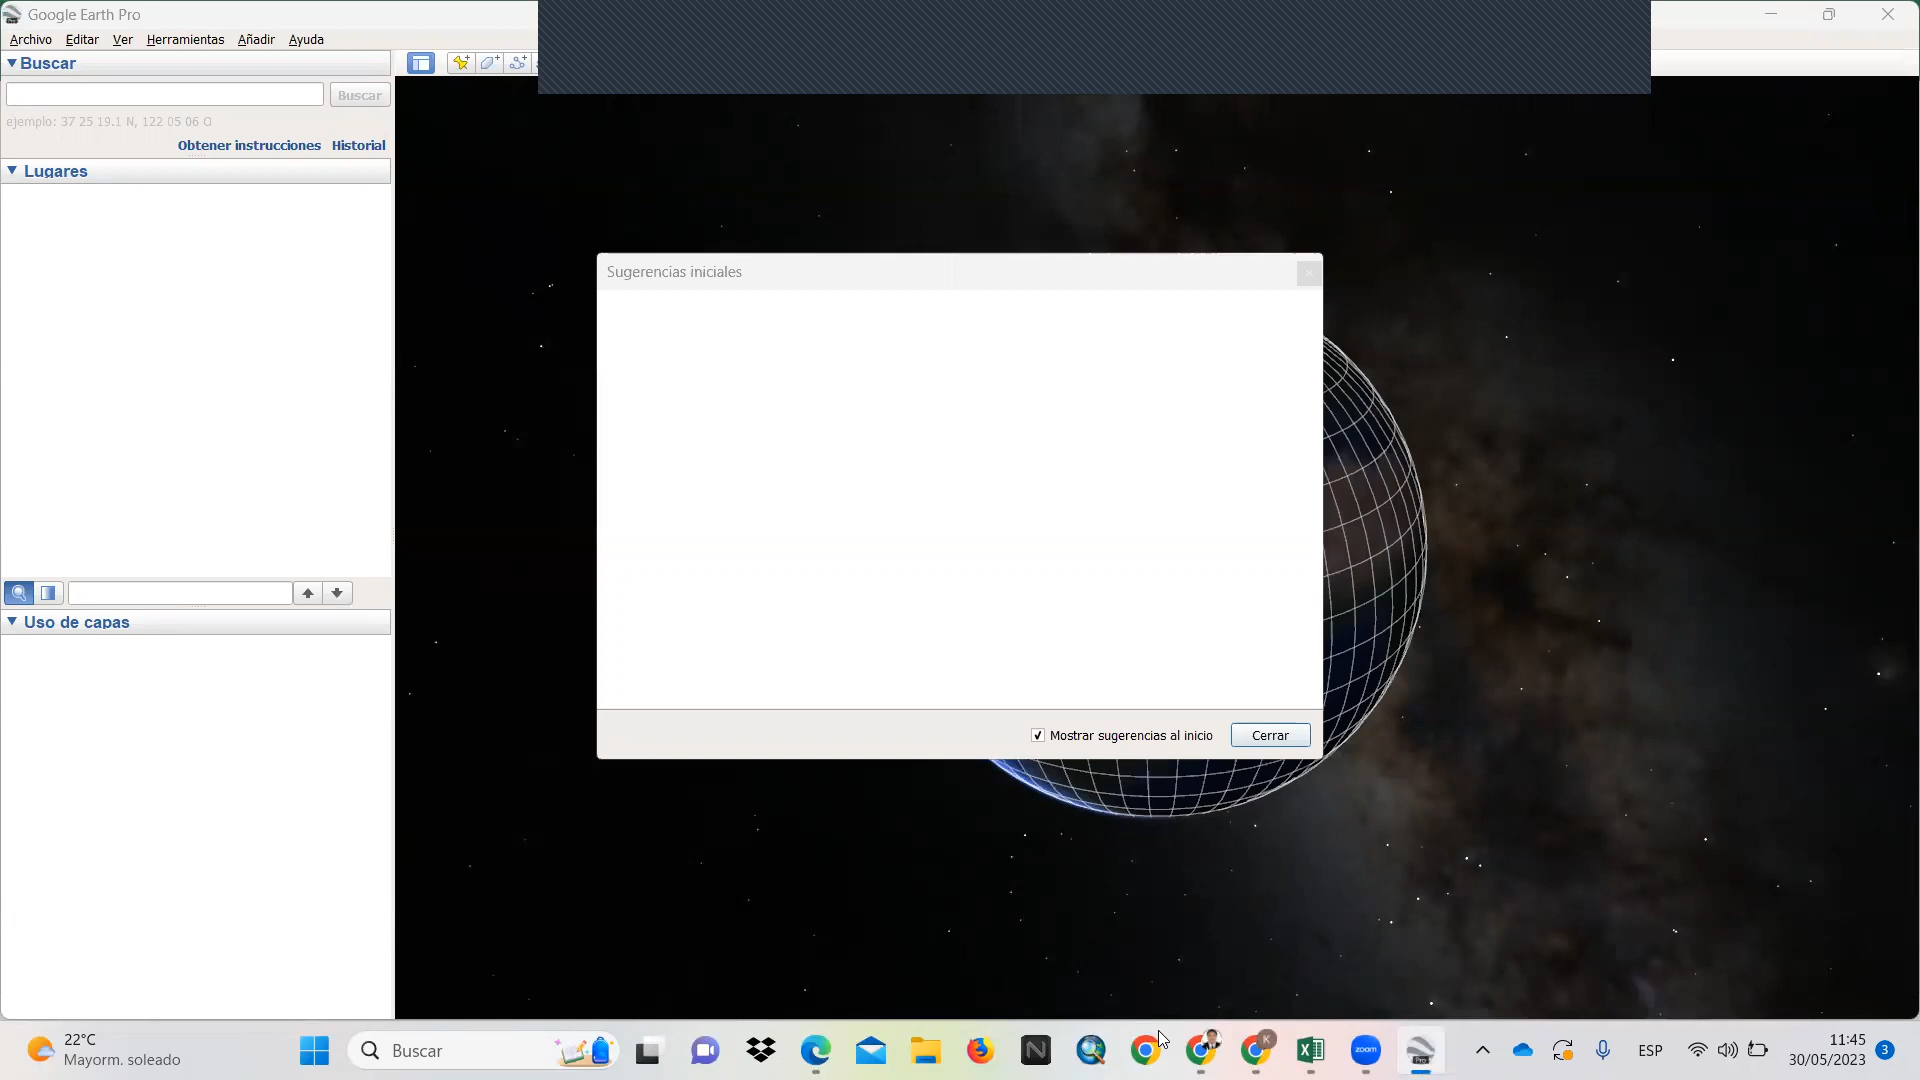 Google Earth Pro
Archivo Editar Ver Herramientas Añadir Ayuda
Buscar
Buscar
ejemplo: 37 25 19.1 N, 122 05 06 O
Obtener instrucciones Historial
Lugares
Sugerencias iniciales
Mostrar sugerencias al inicio
Cerrar
Uso de capas
22°C
Mayorm. soleado
Buscar
N
K
zoom
Pro
ESP
11:45
30/05/2023
3